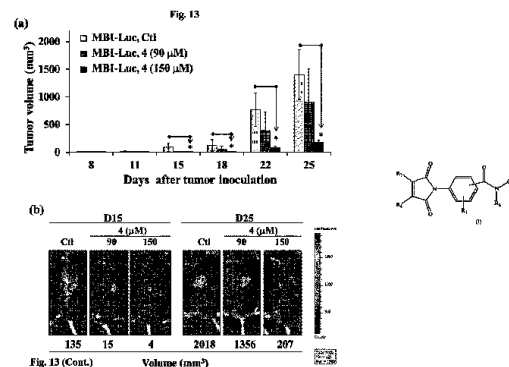 Fig. 13
(a)
MBI-Luc, Ctl
MBI-Luc, 4 (90 μM)
MBI-Luc, 4 (150 μM)
Tumor volume (mm³)
2000
1500
1000
500
0
8 11 15 18 22 25
Days after tumor inoculation
(b)
D15 D25
4 (μM) 4 (μM)
Ctl 90 150 Ctl 90 150
135 15 4 2018 1356 207
Fig. 13 (Cont.) Volume (mm³)
(I)